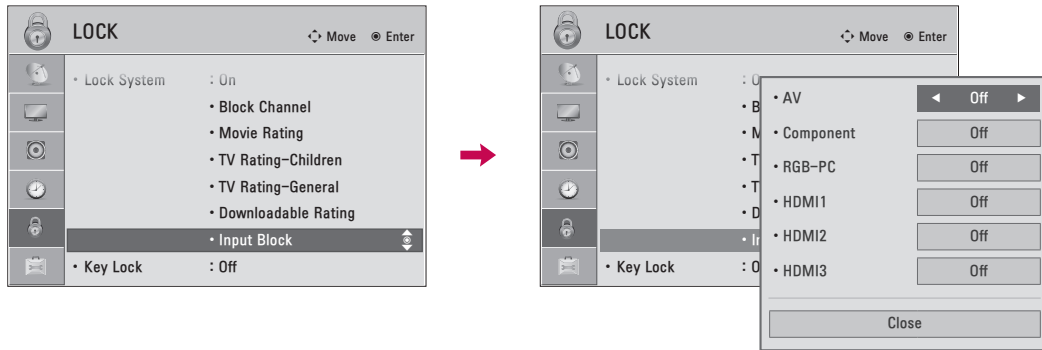 LOCK
Move
Enter
• Lock System : On
• Block Channel
• Movie Rating
• TV Rating-Children
• TV Rating-General
• Downloadable Rating
• Input Block
• Key Lock : Off
LOCK
Move
Enter
• Lock System
• Key Lock
• AV ◄ Off ►
• Component Off
• RGB-PC Off
• HDMI1 Off
• HDMI2 Off
• HDMI3 Off
Close